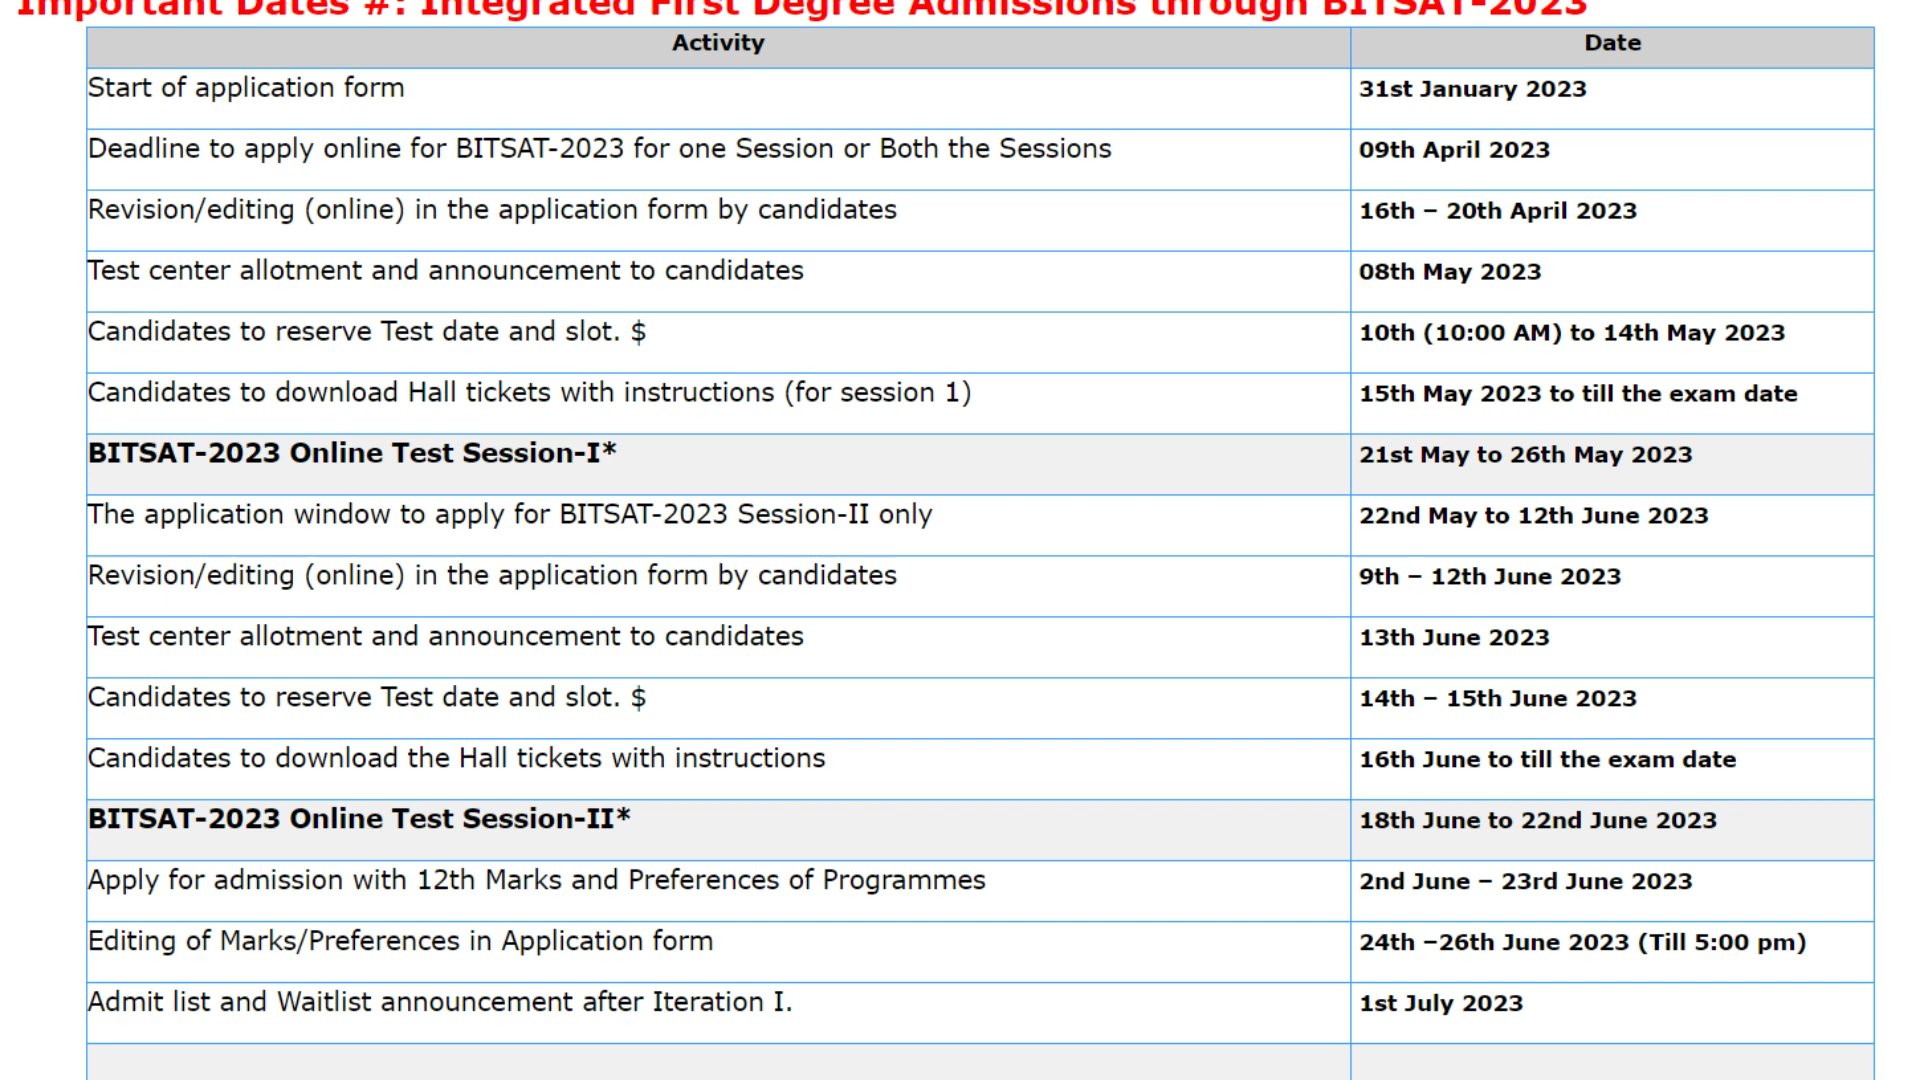 Important Dates #: Integrated First Degree Admissions through BITSAT-2023
Activity Date
Start of application form 31st January 2023
Deadline to apply online for BITSAT-2023 for one Session or Both the Sessions 09th April 2023
Revision/editing (online) in the application form by candidates 16th – 20th April 2023
Test center allotment and announcement to candidates 08th May 2023
Candidates to reserve Test date and slot. $ 10th (10:00 AM) to 14th May 2023
Candidates to download Hall tickets with instructions (for session 1) 15th May 2023 to till the exam date
BITSAT-2023 Online Test Session-I* 21st May to 26th May 2023
The application window to apply for BITSAT-2023 Session-II only 22nd May to 12th June 2023
Revision/editing (online) in the application form by candidates 9th – 12th June 2023
Test center allotment and announcement to candidates 13th June 2023
Candidates to reserve Test date and slot. $ 14th – 15th June 2023
Candidates to download the Hall tickets with instructions 16th June to till the exam date
BITSAT-2023 Online Test Session-II* 18th June to 22nd June 2023
Apply for admission with 12th Marks and Preferences of Programmes 2nd June – 23rd June 2023
Editing of Marks/Preferences in Application form 24th –26th June 2023 (Till 5:00 pm)
Admit list and Waitlist announcement after Iteration I. 1st July 2023